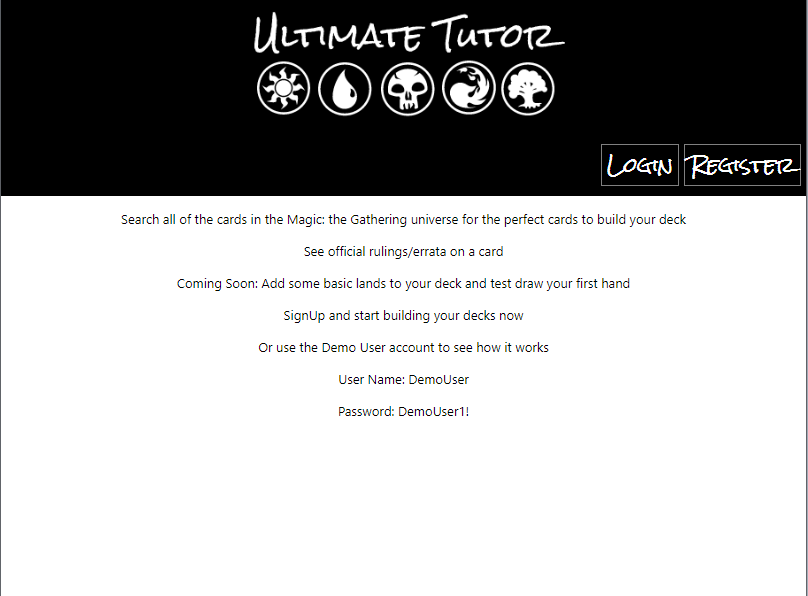 Ultimate Tutor
Login Register
Search all of the cards in the Magic: the Gathering universe for the perfect cards to build your deck
See official rulings/errata on a card
Coming Soon: Add some basic lands to your deck and test draw your first hand
SignUp and start building your decks now
Or use the Demo User account to see how it works
User Name: DemoUser
Password: DemoUser1!